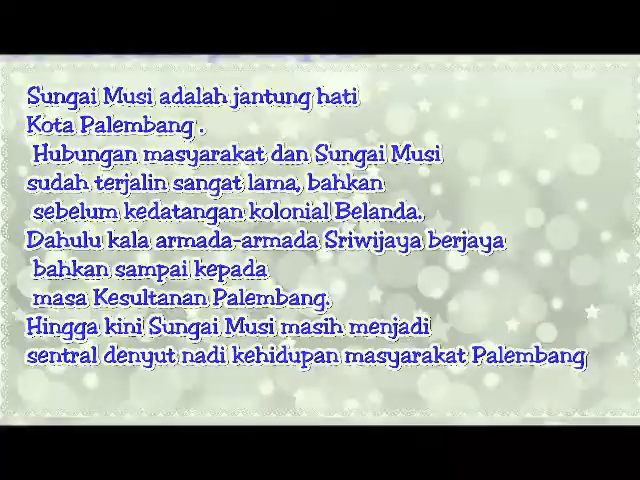 Sungai Musi adalah jantung hati
Kota Palembang .
Hubungan masyarakat dan Sungai Musi
sudah terjalin sangat lama, bahkan
sebelum kedatangan kolonial Belanda.
Dahulu kala armada-armada Sriwijaya berjaya
bahkan sampai kepada
masa Kesultanan Palembang.
Hingga kini Sungai Musi masih menjadi
sentral denyut nadi kehidupan masyarakat Palembang